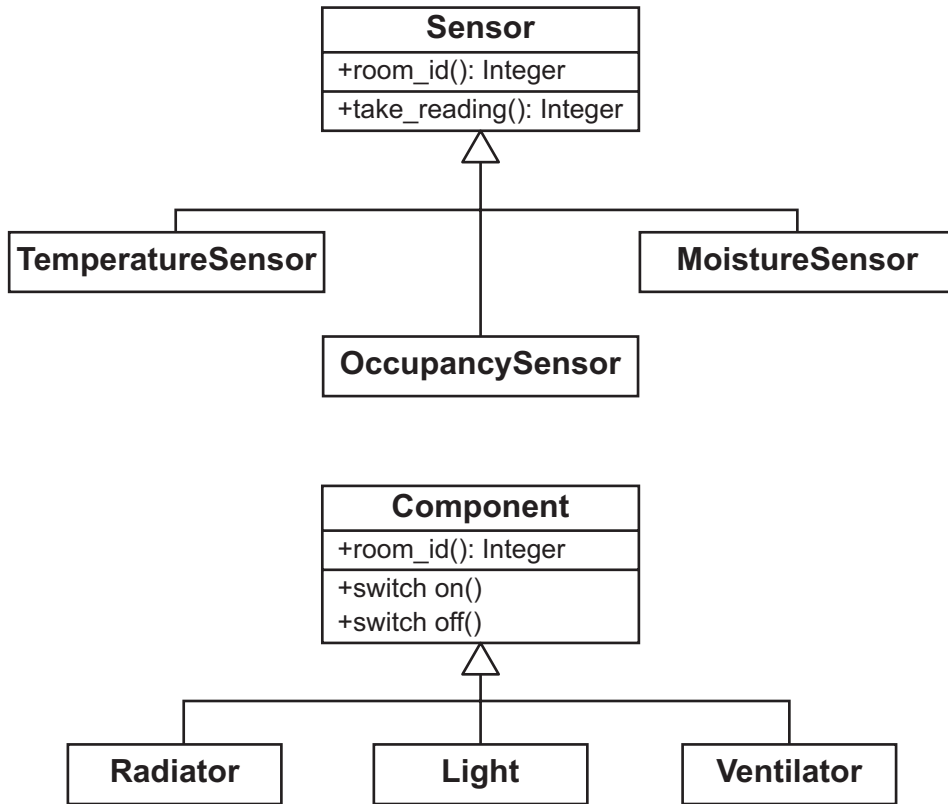 Sensor
+room_id(): Integer
+take_reading(): Integer
TemperatureSensor
MoistureSensor
OccupancySensor
Component
+room_id(): Integer
+switch on()
+switch off()
Radiator
Light
Ventilator